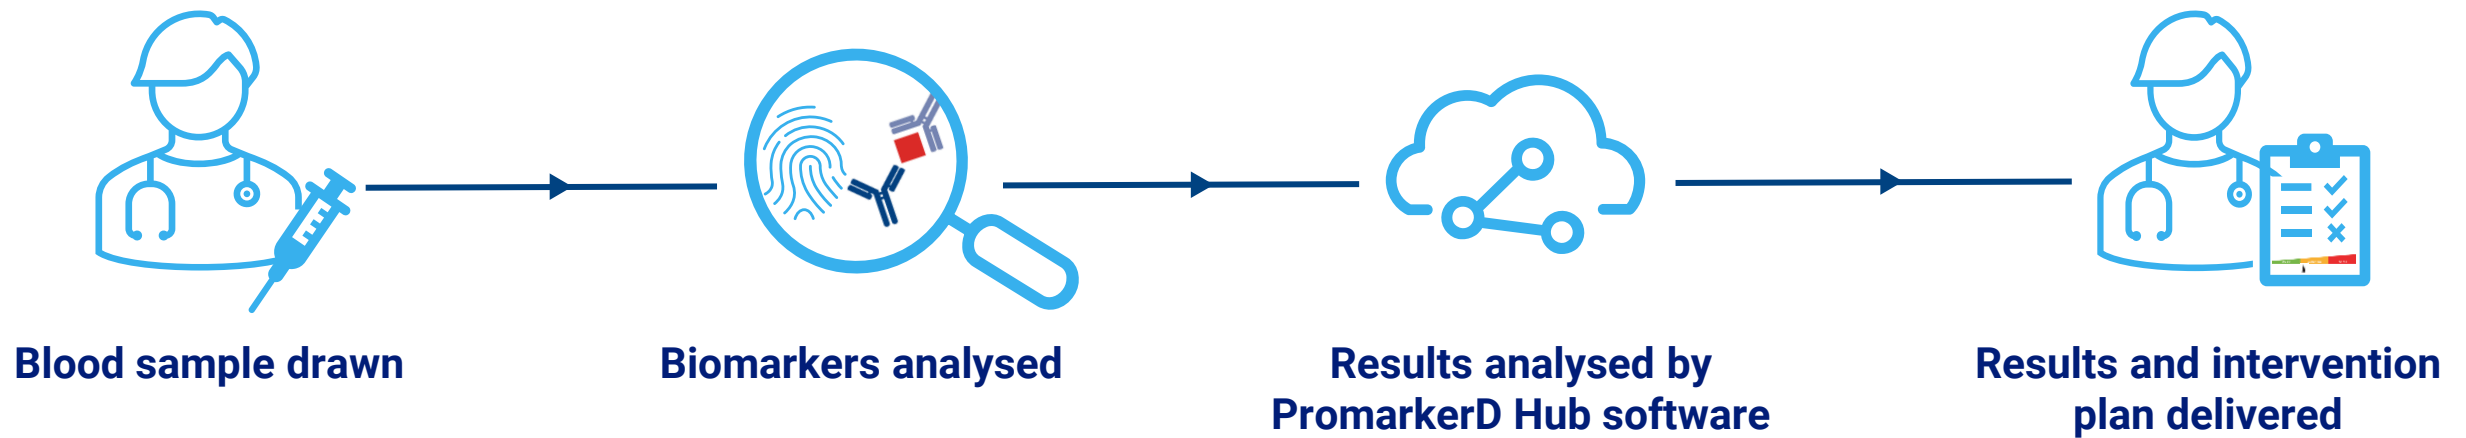 Blood sample drawn
Biomarkers analysed
Results analysed by
PromarkerD Hub software
Results and intervention
plan delivered